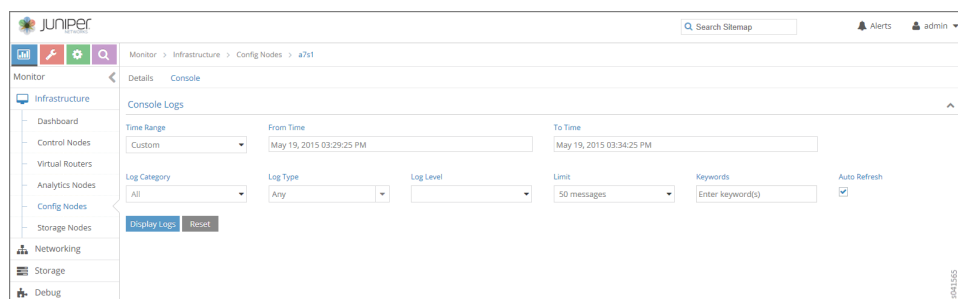 JUNIPER
NETWORKS
Search Sitemap
Alerts
admin
Monitor > Infrastructure > Config Nodes > a7s1
Monitor
Details Console
Infrastructure
Console Logs
Dashboard
Time Range From Time To Time
Control Nodes
Custom May 19, 2015 03:29:25 PM May 19, 2015 03:34:25 PM
Virtual Routers
Log Category Log Type Log Level Limit Keywords Auto Refresh
Analytics Nodes
All Any 50 messages Enter keyword(s)
Config Nodes
Storage Nodes
Display Logs Reset
Networking
Storage
Debug
s041565